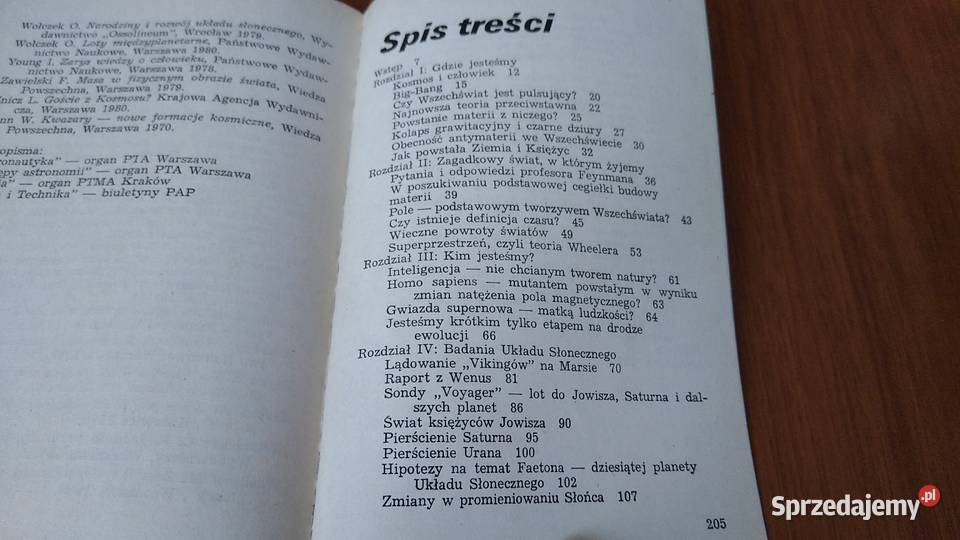 Wołczek O. Narodziny i rozwój układu słonecznego, Wy-
dawnictwo „Ossolineum", Wrocław 1979.
Wołczek O. Loty międzyplanetarne, Państwowe Wydaw-
nictwo Naukowe, Warszawa 1980.
Young I. Zarys wiedzy o człowieku, Państwowe Wydaw-
nictwo Naukowe, Warszawa 1978.
Zawielski F. Masa w fizycznym obrazie świata, Wiedza
Powszechna, Warszawa 1979.
nicz L. Goście z Kosmosu? Krajowa Agencja Wydawni-
cza, Warszawa 1980.
nn W. Kwazary — nowe formacje kosmiczne, Wiedza
Powszechna, Warszawa 1970.
opisma:
ronautyka" — organ PTA Warszawa
ępy astronomii" — organ PTA Warszawa
ia" — organ PTMA Kraków
i Technika" — biuletyny PAP
Spis treści
Wstęp 7
Rozdział I: Gdzie jesteśmy
Kosmos i człowiek 12
Big-Bang 15
Czy Wszechświat jest pulsujący? 20
Najnowsza teoria przeciwstawna 22
Powstanie materii z niczego? 25
Kolaps grawitacyjny i czarne dziury 27
Obecność antymaterii we Wszechświecie 30
Jak powstała Ziemia i Księżyc 32
Rozdział II: Zagadkowy świat, w którym żyjemy
Pytania i odpowiedzi profesora Feynmana 36
W poszukiwaniu podstawowej cegiełki budowy
materii 39
Pole — podstawowym tworzywem Wszechświata? 43
Czy istnieje definicja czasu? 45
Wieczne powroty światów 49
Superprzestrzeń, czyli teoria Wheelera 53
Rozdział III: Kim jesteśmy?
Inteligencja — nie chcianym tworem natury? 61
Homo sapiens — mutantem powstałym w wyniku
zmian natężenia pola magnetycznego? 63
Gwiazda supernowa — matką ludzkości? 64
Jesteśmy krótkim tylko etapem na drodze
ewolucji 66
Rozdział IV: Badania Układu Słonecznego
Lądowanie „Vikingów" na Marsie 70
Raport z Wenus 81
Sondy „Voyager" — lot do Jowisza, Saturna i dal-
szych planet 86
Świat księżyców Jowisza 90
Pierścienie Saturna 95
Pierścienie Urana 100
Hipotezy na temat Faetona — dziesiątej planety
Układu Słonecznego 102
Zmiany w promieniowaniu Słońca 107
205
Sprzedajemy.pl